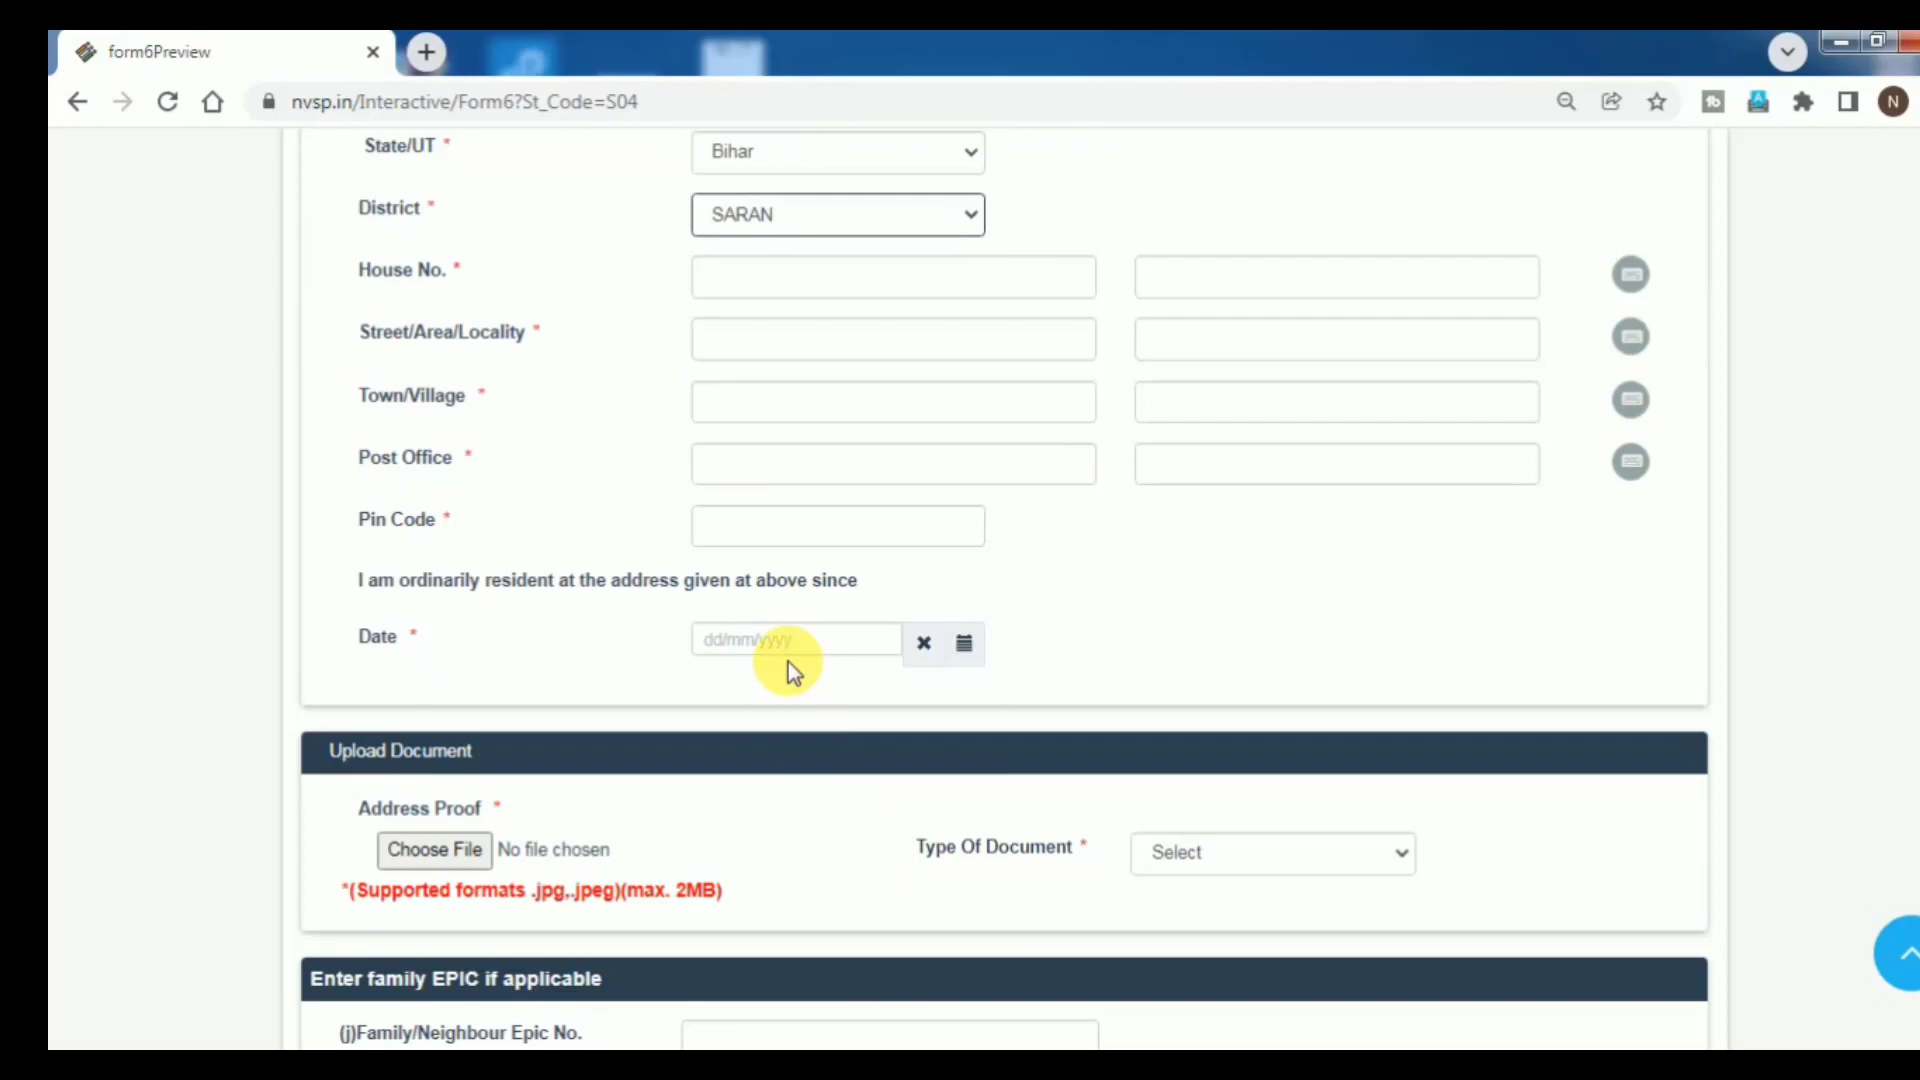 form6Preview
nvsp.in/Interactive/Form6?St_Code=S04
N
State/UT *
Bihar
District *
SARAN
House No. *
Street/Area/Locality *
Town/Village *
Post Office *
Pin Code *
I am ordinarily resident at the address given at above since
Date *
dd/mm/yyyy
Upload Document
Address Proof *
Choose File No file chosen
Type Of Document *
Select
*(Supported formats .jpg,.jpeg)(max. 2MB)
Enter family EPIC if applicable
(j)Family/Neighbour Epic No.